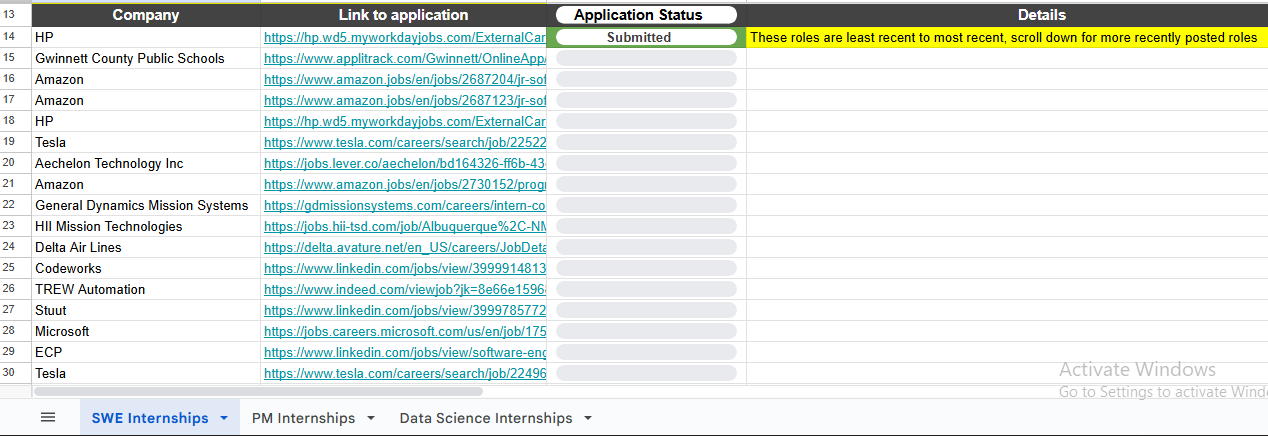 13 Company Link to application Application Status Details
14 HP https://hp.wd5.myworkdayjobs.com/ExternalCar Submitted These roles are least recent to most recent, scroll down for more recently posted roles
15 Gwinnett County Public Schools https://www.applitrack.com/Gwinnett/OnlineApp/
16 Amazon https://www.amazon.jobs/en/jobs/2687204/jr-sof
17 Amazon https://www.amazon.jobs/en/jobs/2687123/jr-sof
18 HP https://hp.wd5.myworkdayjobs.com/ExternalCar
19 Tesla https://www.tesla.com/careers/search/job/22522
20 Aechelon Technology Inc https://jobs.lever.co/aechelon/bd164326-ff6b-43
21 Amazon https://www.amazon.jobs/en/jobs/2730152/prog
22 General Dynamics Mission Systems https://gdmissionsystems.com/careers/intern-co
23 HII Mission Technologies https://jobs.hii-tsd.com/job/Albuquerque%2C-NM
24 Delta Air Lines https://delta.avature.net/en_US/careers/JobDeta
25 Codeworks https://www.linkedin.com/jobs/view/3999914813
26 TREW Automation https://www.indeed.com/viewjob?jk=8e66e1596
27 Stuut https://www.linkedin.com/jobs/view/3999785772
28 Microsoft https://jobs.careers.microsoft.com/us/en/job/175
29 ECP https://www.linkedin.com/jobs/view/software-eng
30 Tesla https://www.tesla.com/careers/search/job/22496
Activate Windows
Go to Settings to activate Wind
SWE Internships PM Internships Data Science Internships